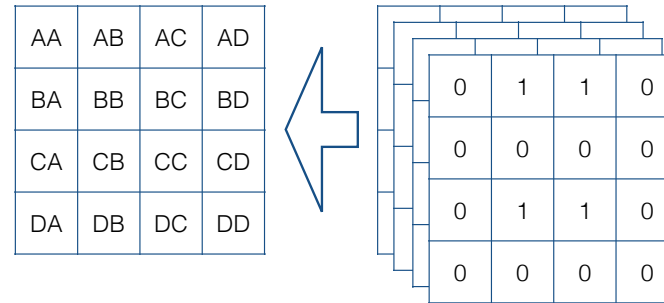 AA AB AC AD
BA BB BC BD
CA CB CC CD
DA DB DC DD
0 1 1 0
0 0 0 0
0 1 1 0
0 0 0 0